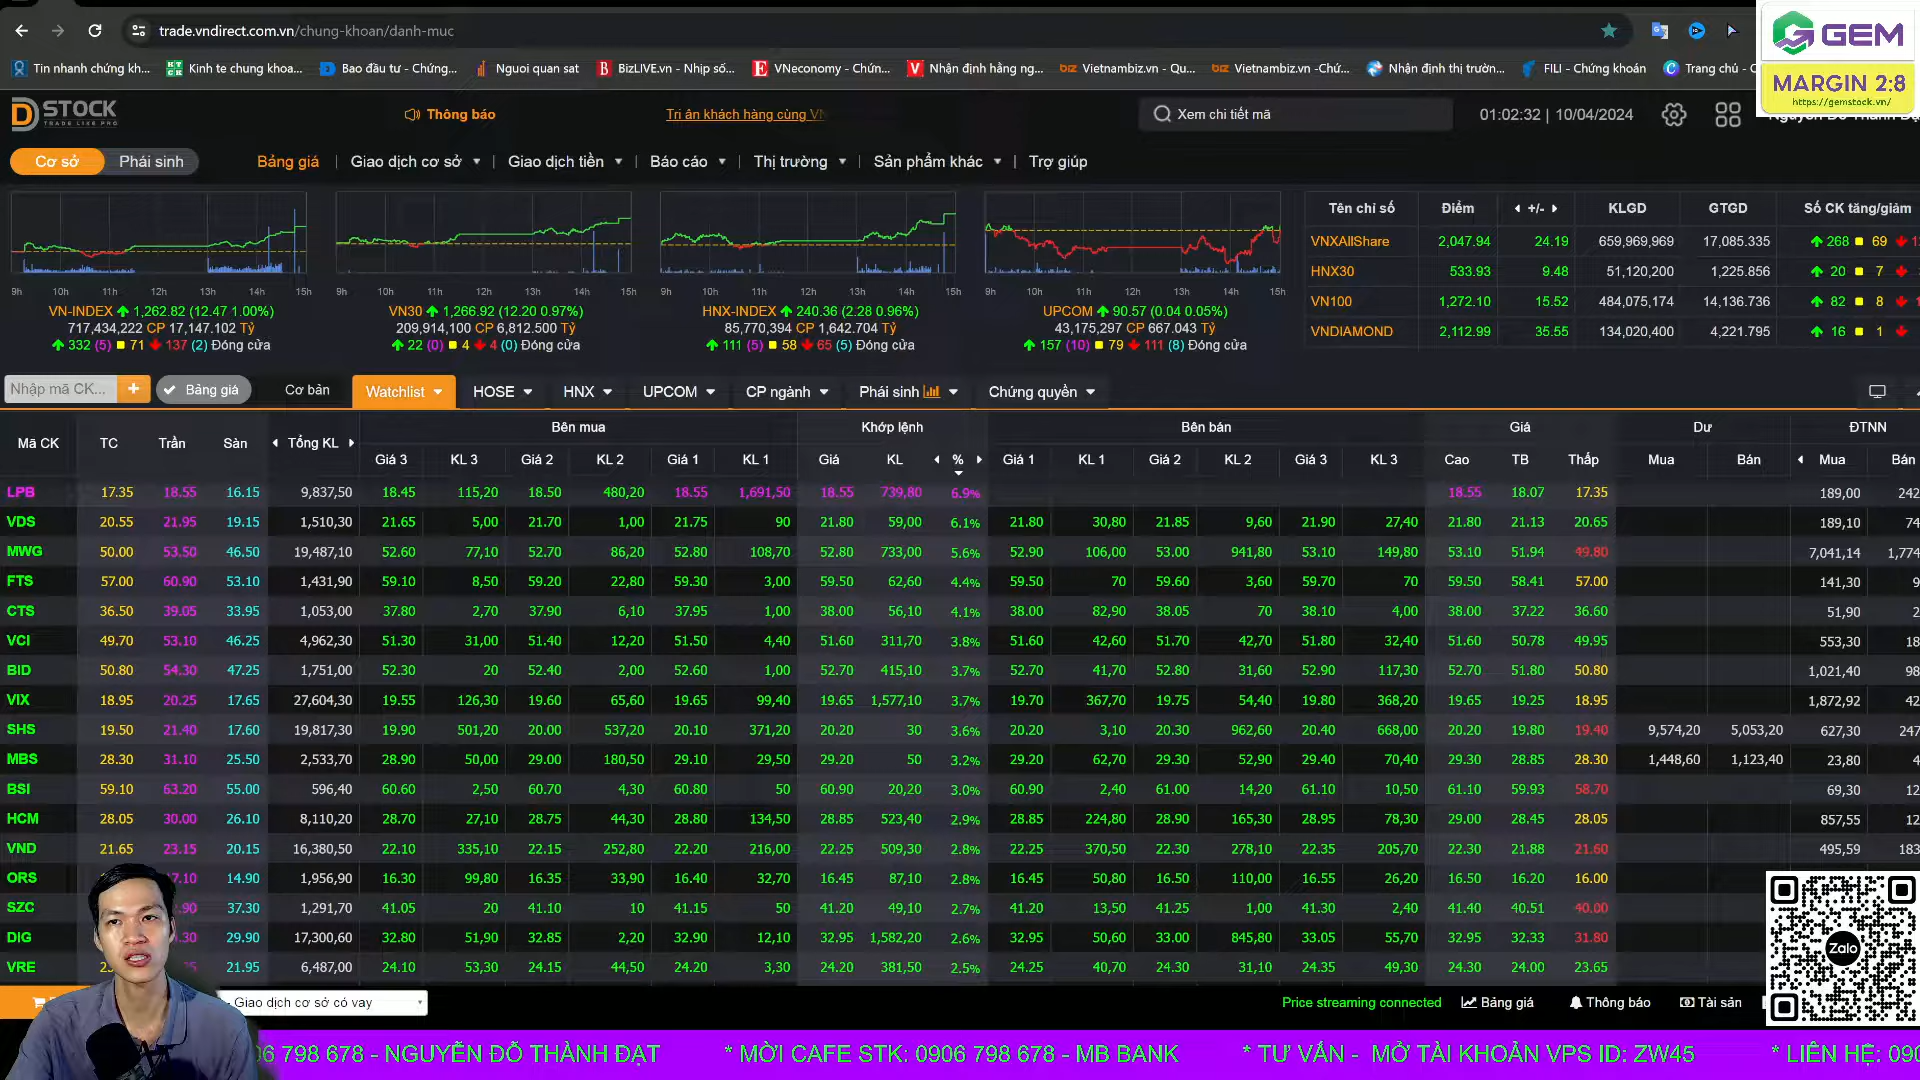 trade.vndirect.com.vn/chung-khoan/danh-muc
GEM
Tin nhanh chứng kh... Kinh te chung khoa... Bao đầu tư - Chứng... Nguoi quan sat BizLIVE.vn - Nhịp số... VNeconomy - Chứn... Nhận định hằng ng... Vietnambiz.vn - Qu... Vietnambiz.vn -Chứ... Nhận định thị trườn... FILI - Chứng khoán Trang chủ - C
MARGIN 2:8
https://gemstock.vn/
D STOCK
TRADE LIKE PRO
Thông báo Tri ân khách hàng cùng VN Xem chi tiết mã 01:02:32 | 10/04/2024
Cơ sở Phái sinh Bảng giá | Giao dịch cơ sở | Giao dịch tiền | Báo cáo | Thị trường | Sản phẩm khác | Trợ giúp
Tên chỉ số Điểm +/- KLGD GTGD Số CK tăng/giảm
VNXAllShare 2,047.94 24.19 659,969,969 17,085.335 268 69
HNX30 533.93 9.48 51,120,200 1,225.856 20 7
VN100 1,272.10 15.52 484,075,174 14,136.736 82 8
VNDIAMOND 2,112.99 35.55 134,020,400 4,221.795 16 1
9h 10h 11h 12h 13h 14h 15h 9h 10h 11h 12h 13h 14h 15h 9h 10h 11h 12h 13h 14h 15h 9h 10h 11h 12h 13h 14h 15h
VN-INDEX 1,262.82 (12.47 1.00%)
717,434,222 CP 17,147.102 Tỷ
332 (5) 71 137 (2) Đóng cửa
VN30 1,266.92 (12.20 0.97%)
209,914,100 CP 6,812.500 Tỷ
22 (0) 4 4 (0) Đóng cửa
HNX-INDEX 240.36 (2.28 0.96%)
85,770,394 CP 1,642.704 Tỷ
111 (5) 58 65 (5) Đóng cửa
UPCOM 90.57 (0.04 0.05%)
43,175,297 CP 667.043 Tỷ
157 (10) 79 111 (8) Đóng cửa
Nhập mã CK... + Bảng giá Cơ bản Watchlist HOSE HNX UPCOM CP ngành Phái sinh Chứng quyền
Mã CK TC Trần Sàn Tổng KL Bên mua Khớp lệnh Bên bán Giá Dư ĐTNN
Giá 3 KL 3 Giá 2 KL 2 Giá 1 KL 1 Giá KL % Giá 1 KL 1 Giá 2 KL 2 Giá 3 KL 3 Cao TB Thấp Mua Bán Mua Bán
LPB 17.35 18.55 16.15 9,837,50 18.45 115,20 18.50 480,20 18.55 1,691,50 18.55 739,80 6.9% 18.55 18.07 17.35 189,00 242
VDS 20.55 21.95 19.15 1,510,30 21.65 5,00 21.70 1,00 21.75 90 21.80 59,00 6.1% 21.80 30,80 21.85 9,60 21.90 27,40 21.80 21.13 20.65 189,10 74
MWG 50.00 53.50 46.50 19,487,10 52.60 77,10 52.70 86,20 52.80 108,70 52.80 733,00 5.6% 52.90 106,00 53.00 941,80 53.10 149,80 53.10 51.94 49.80 7,041,14 1,774
FTS 57.00 60.90 53.10 1,431,90 59.10 8,50 59.20 22,80 59.30 3,00 59.50 62,60 4.4% 59.50 70 59.60 3,60 59.70 70 59.50 58.41 57.00 141,30 9
CTS 36.50 39.05 33.95 1,053,00 37.80 2,70 37.90 6,10 37.95 1,00 38.00 56,10 4.1% 38.00 82,90 38.05 70 38.10 4,00 38.00 37.22 36.60 51,90 2
VCI 49.70 53.10 46.25 4,962,30 51.30 31,00 51.40 12,20 51.50 4,40 51.60 311,70 3.8% 51.60 42,60 51.70 42,70 51.80 32,40 51.60 50.78 49.95 553,30 18
BID 50.80 54.30 47.25 1,751,00 52.30 20 52.40 2,00 52.60 1,00 52.70 415,10 3.7% 52.70 41,70 52.80 31,60 52.90 117,30 52.70 51.80 50.80 1,021,40 98
VIX 18.95 20.25 17.65 27,604,30 19.55 126,30 19.60 65,60 19.65 99,40 19.65 1,577,10 3.7% 19.70 367,70 19.75 54,40 19.80 368,20 19.65 19.25 18.95 1,872,92 42
SHS 19.50 21.40 17.60 19,817,30 19.90 501,20 20.00 537,20 20.10 371,20 20.20 30 3.6% 20.20 3,10 20.30 962,60 20.40 668,00 20.20 19.80 19.40 9,574,20 5,053,20 627,30 247
MBS 28.30 31.10 25.50 2,533,70 28.90 50,00 29.00 180,50 29.10 29,50 29.20 50 3.2% 29.20 62,70 29.30 52,90 29.40 70,40 29.30 28.85 28.30 1,448,60 1,123,40 23,80 4
BSI 59.10 63.20 55.00 596,40 60.60 2,50 60.70 4,30 60.80 50 60.90 20,20 3.0% 60.90 2,40 61.00 14,20 61.10 10,50 61.10 59.93 58.70 69,30 12
HCM 28.05 30.00 26.10 8,110,20 28.70 27,10 28.75 44,30 28.80 134,50 28.85 523,40 2.9% 28.85 224,80 28.90 165,30 28.95 78,30 29.00 28.45 28.05 857,55 12
VND 21.65 23.15 20.15 16,380,50 22.10 335,10 22.15 252,80 22.20 216,00 22.25 509,30 2.8% 22.25 370,50 22.30 278,10 22.35 205,70 22.30 21.88 21.60 495,59 183
ORS 14.90 1,956,90 16.30 99,80 16.35 33,90 16.40 32,70 16.45 87,10 2.8% 16.45 50,80 16.50 110,00 16.55 26,20 16.50 16.20 16.00
SZC 37.30 1,291,70 41.05 20 41.10 10 41.15 50 41.20 49,10 2.7% 41.20 13,50 41.25 1,00 41.30 2,40 41.40 40.51 40.00
DIG 29.90 17,300,60 32.80 51,90 32.85 2,20 32.90 12,10 32.95 1,582,20 2.6% 32.95 50,60 33.00 845,80 33.05 55,70 32.95 32.33 31.80
VRE 21.95 6,487,00 24.10 53,30 24.15 44,50 24.20 3,30 24.20 381,50 2.5% 24.25 40,70 24.30 31,10 24.35 49,30 24.30 24.00 23.65
Zalo
Giao dịch cơ sở có vay Price streaming connected Bảng giá Thông báo Tài sản
06 798 678 - NGUYỄN ĐỖ THÀNH ĐẠT * MỜI CAFE STK: 0906 798 678 - MB BANK * TƯ VẤN - MỞ TÀI KHOẢN VPS ID: ZW45 * LIÊN HỆ: 090